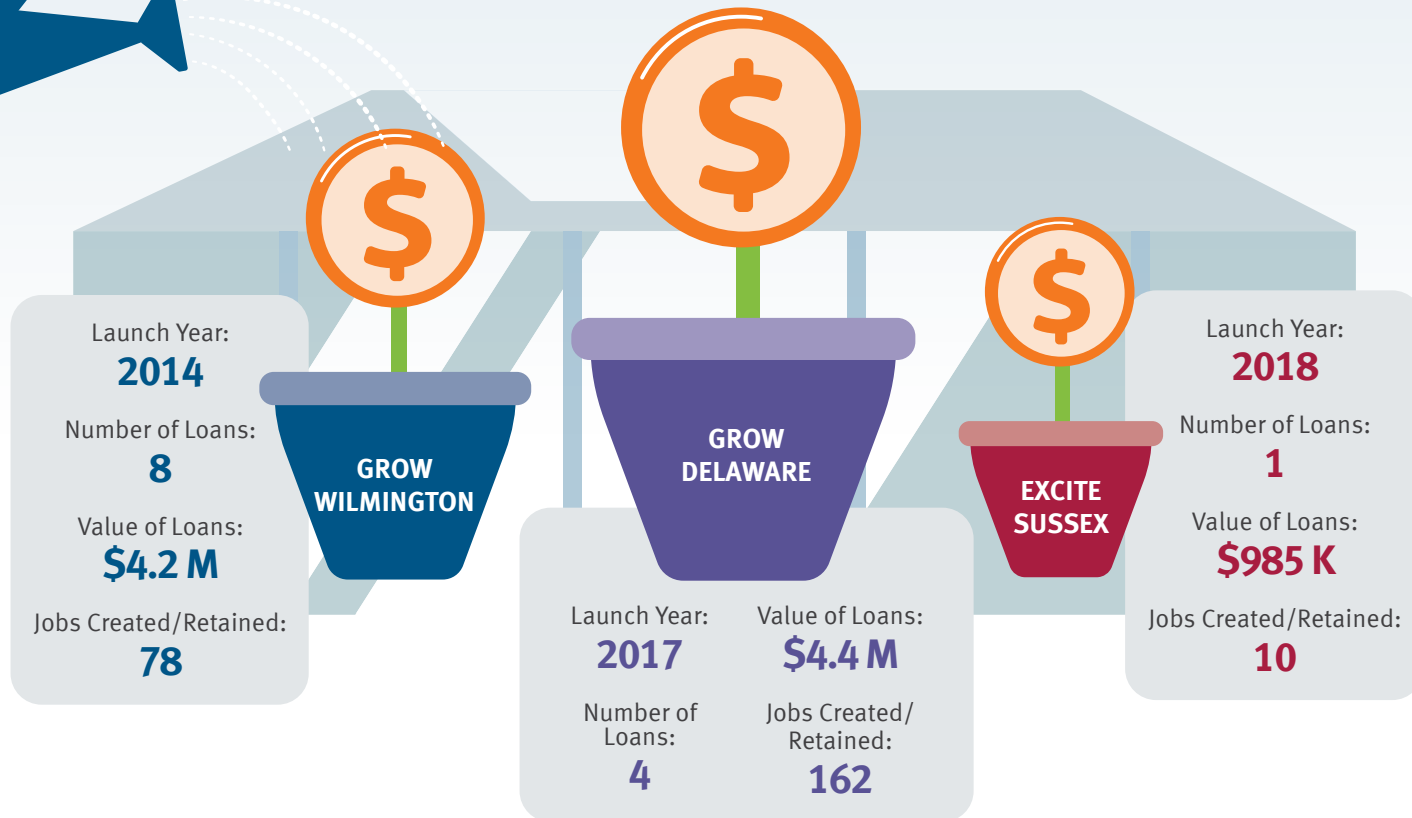 $
$
$
Launch Year:
2014
Number of Loans:
8
Value of Loans:
$4.2 M
Jobs Created/Retained:
78
GROW
WILMINGTON
GROW
DELAWARE
Launch Year:
2017
Number of
Loans:
4
Value of Loans:
$4.4 M
Jobs Created/
Retained:
162
EXCITE
SUSSEX
Launch Year:
2018
Number of Loans:
1
Value of Loans:
$985 K
Jobs Created/Retained:
10